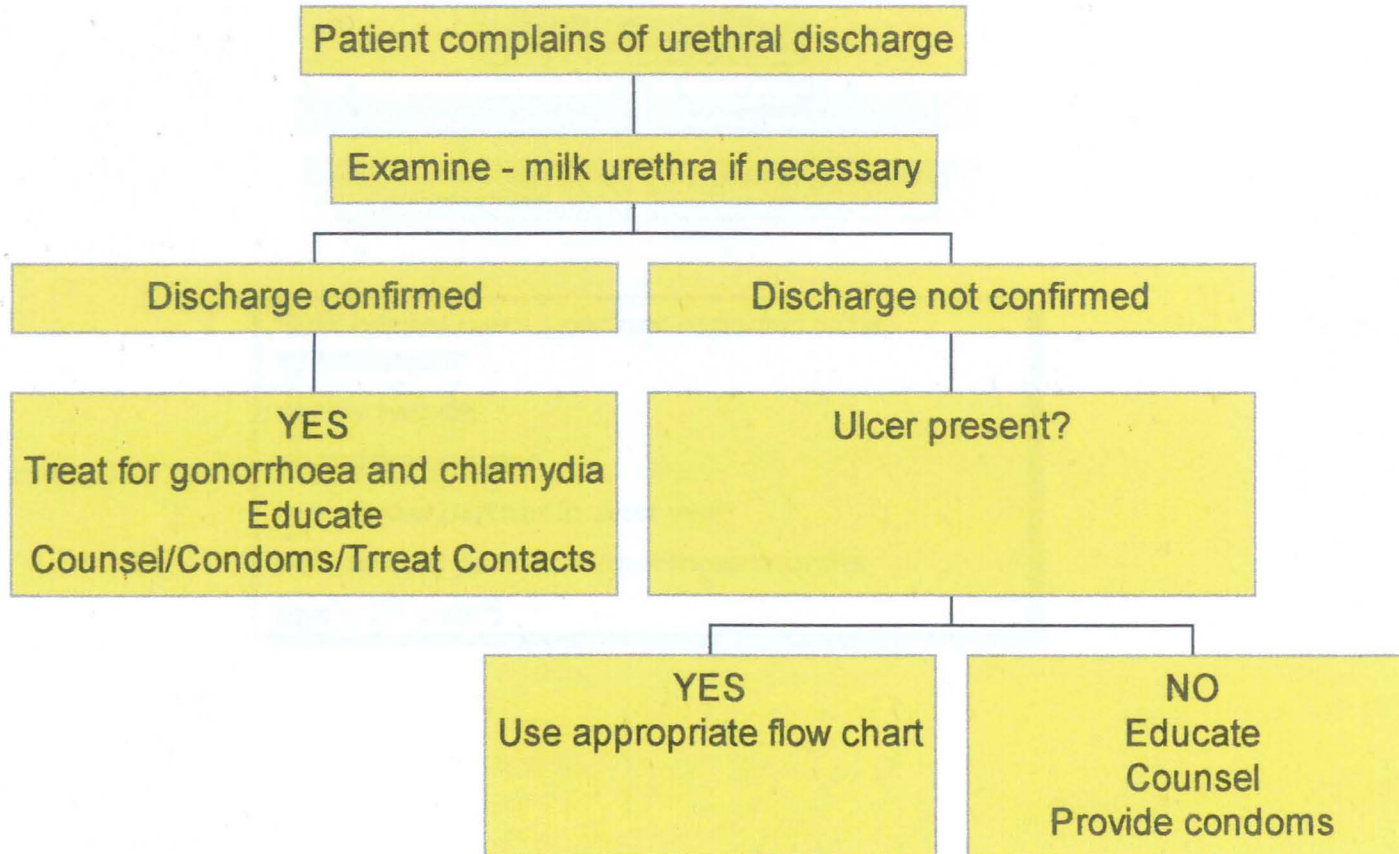 Patient complains of urethral discharge
Examine - milk urethra if necessary
Discharge confirmed
Discharge not confirmed
YES
Treat for gonorrhoea and chlamydia
Educate
Counsel/Condoms/Trreat Contacts
Ulcer present?
YES
Use appropriate flow chart
NO
Educate
Counsel
Provide condoms